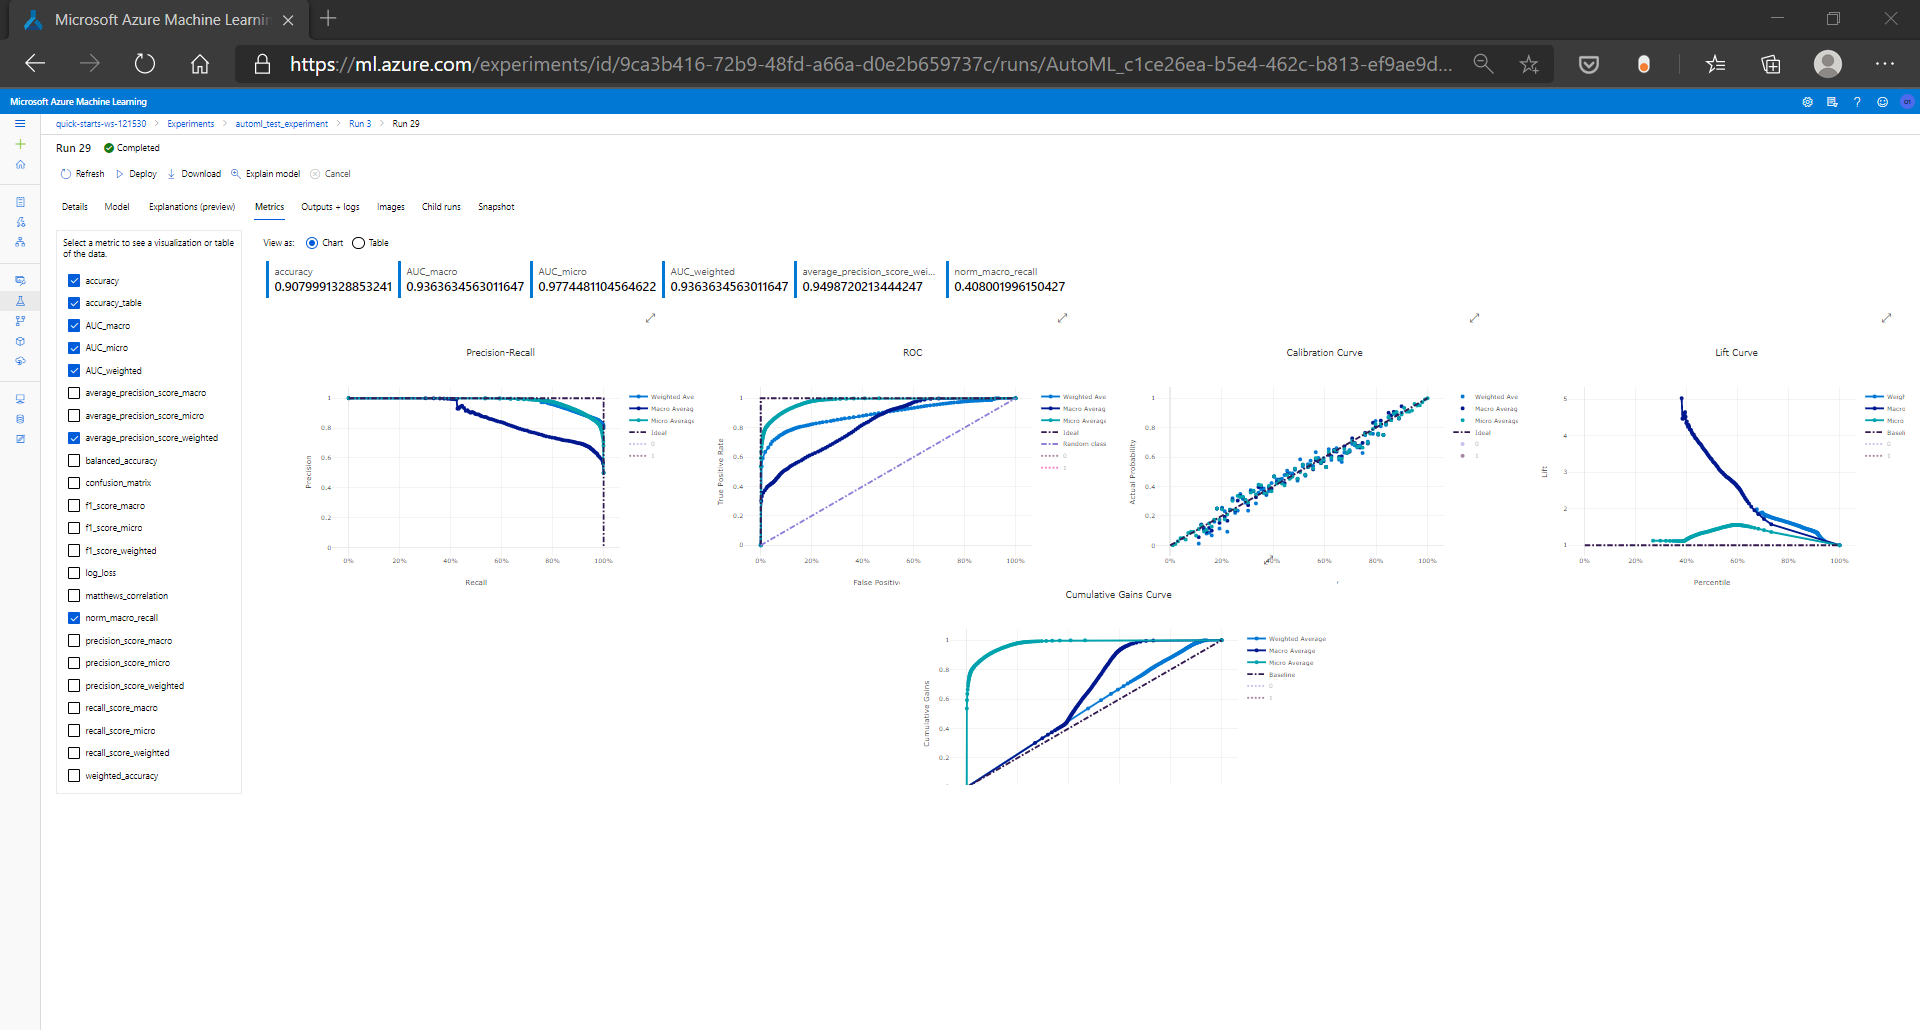 Microsoft Azure Machine Learnin
https://ml.azure.com/experiments/id/9ca3b416-72b9-48fd-a66a-d0e2b659737c/runs/AutoML_c1ce26ea-b5e4-462c-b813-ef9ae9d...
Microsoft Azure Machine Learning
quick-starts-ws-121530 > Experiments > automl_test_experiment > Run 3 > Run 29
Run 29 Completed
Refresh Deploy Download Explain model Cancel
Details Model Explanations (preview) Metrics Outputs + logs Images Child runs Snapshot
Select a metric to see a visualization or table
of the data.
accuracy
accuracy_table
AUC_macro
AUC_micro
AUC_weighted
average_precision_score_macro
average_precision_score_micro
average_precision_score_weighted
balanced_accuracy
confusion_matrix
f1_score_macro
f1_score_micro
f1_score_weighted
log_loss
matthews_correlation
norm_macro_recall
precision_score_macro
precision_score_micro
precision_score_weighted
recall_score_macro
recall_score_micro
recall_score_weighted
weighted_accuracy
View as: Chart Table
accuracy
0.9079991328853241
AUC_macro
0.9363634563011647
AUC_micro
0.9774481104564622
AUC_weighted
0.9363634563011647
average_precision_score_wei...
0.9498720213444247
norm_macro_recall
0.408001996150427
Precision-Recall
Precision
1
0.8
0.6
0.4
0.2
0
0% 20% 40% 60% 80% 100%
Recall
Weighted Ave
Macro Averag
Micro Average
Ideal
0
1
ROC
True Positive Rate
1
0.8
0.6
0.4
0.2
0
0% 20% 40% 60% 80% 100%
False Positiv
Weighted Ave
Macro Averag
Micro Average
Ideal
Random class
0
1
Calibration Curve
Actual Probability
1
0.8
0.6
0.4
0.2
0
0% 20% 40% 60% 80% 100%
Weighted Ave
Macro Averag
Micro Average
Ideal
0
1
Lift Curve
Lift
5
4
3
2
1
0% 20% 40% 60% 80% 100%
Percentile
Weigh
Macro
Micro
Baseli
0
1
Cumulative Gains Curve
Cumulative Gains
1
0.8
0.6
0.4
0.2
Weighted Average
Macro Average
Micro Average
Baseline
0
1